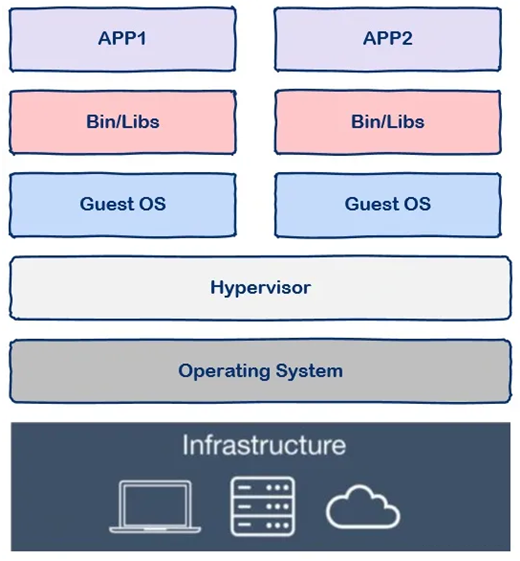 APP1
APP2
Bin/Libs
Bin/Libs
Guest OS
Guest OS
Hypervisor
Operating System
Infrastructure